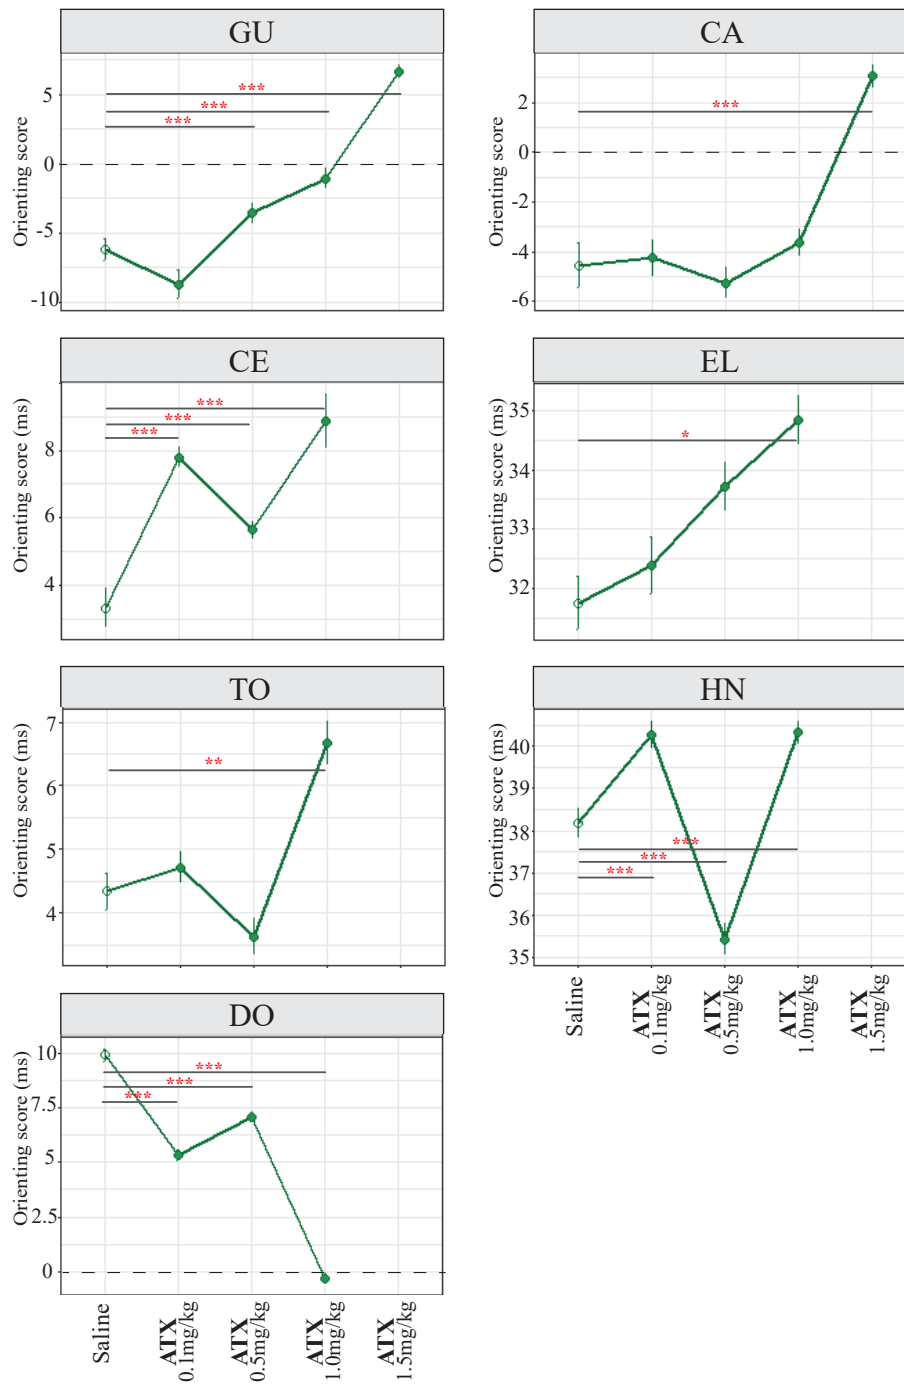 GU
Orienting score
5
0
-5
-10
***
***
***
CA
Orienting score
2
0
-2
-4
-6
***
CE
Orienting score (ms)
8
6
4
***
***
***
EL
Orienting score (ms)
35
34
33
32
*
TO
Orienting score (ms)
7
6
5
4
**
HN
Orienting score (ms)
40
39
38
37
36
35
***
***
***
Saline
ATX
0.1mg/kg
ATX
0.5mg/kg
ATX
1.0mg/kg
ATX
1.5mg/kg
DO
Orienting score (ms)
10
7.5
5
2.5
0
***
***
***
Saline
ATX
0.1mg/kg
ATX
0.5mg/kg
ATX
1.0mg/kg
ATX
1.5mg/kg